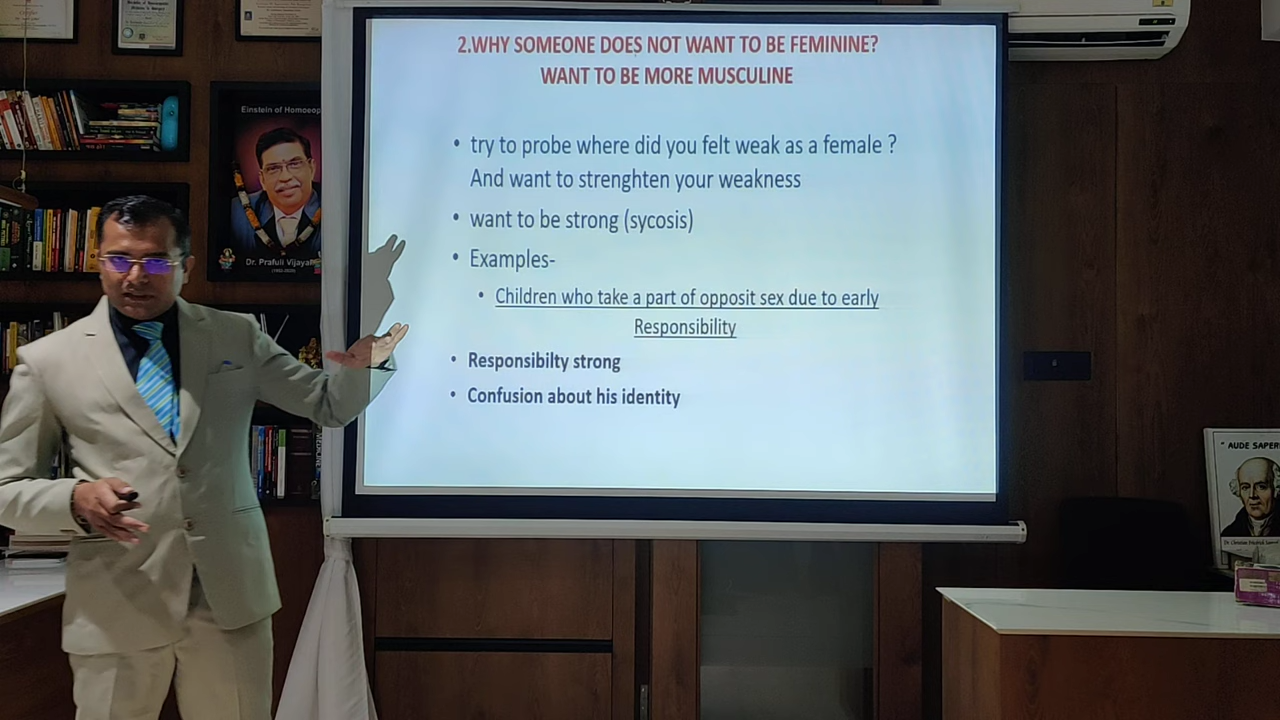 2.WHY SOMEONE DOES NOT WANT TO BE FEMININE?
WANT TO BE MORE MUSCULINE
• try to probe where did you felt weak as a female ?
And want to strenghten your weakness
• want to be strong (sycosis)
• Examples-
• Children who take a part of opposit sex due to early
Responsibility
• Responsibilty strong
• Confusion about his identity
Einstein of Homoeop
Dr. Prafull Vijayak
" AUDE SAPER